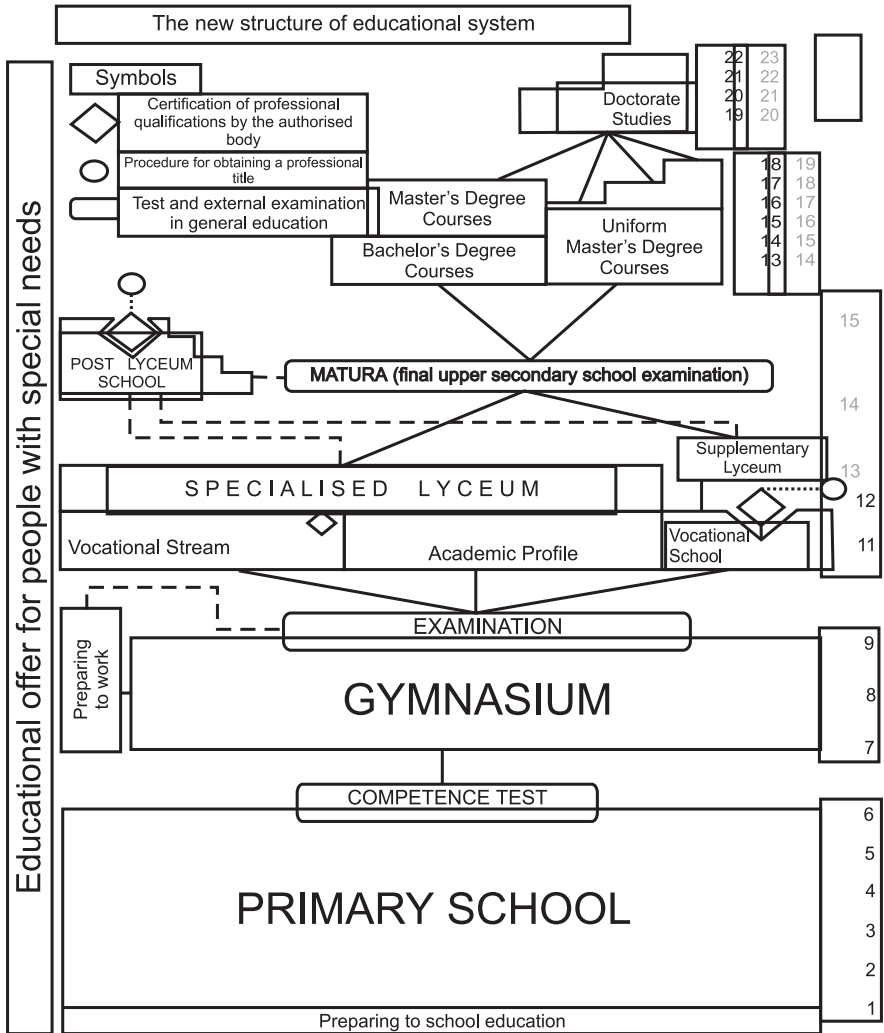 The new structure of educational system
Educational offer for people with special needs
Symbols
Certification of professional
qualifications by the authorised
body
Procedure for obtaining a professional
title
Test and external examination
in general education
Doctorate
Studies
22 23
21 22
20 21
19 20
Master's Degree
Courses
Bachelor's Degree
Courses
Uniform
Master's Degree
Courses
18 19
17 18
16 17
15 16
14 15
13 14
POST LYCEUM
SCHOOL
MATURA (final upper secondary school examination)
15
14
13
12
11
Supplementary
Lyceum
SPECIALISED LYCEUM
Vocational Stream
Academic Profile
Vocational
School
Preparing
to work
EXAMINATION
GYMNASIUM
9
8
7
COMPETENCE TEST
PRIMARY SCHOOL
6
5
4
3
2
1
Preparing to school education